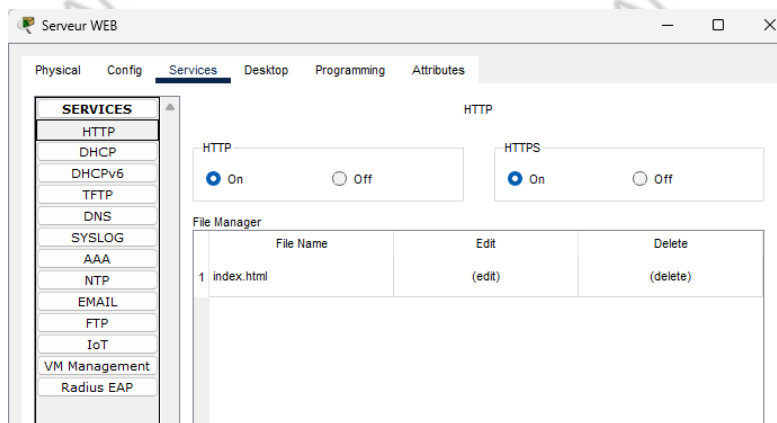 Serveur WEB
Physical Config Services Desktop Programming Attributes
SERVICES
HTTP
DHCP
DHCPv6
TFTP
DNS
SYSLOG
AAA
NTP
EMAIL
FTP
IoT
VM Management
Radius EAP
HTTP
HTTP
On Off
HTTPS
On Off
File Manager
File Name Edit Delete
1 index.html (edit) (delete)